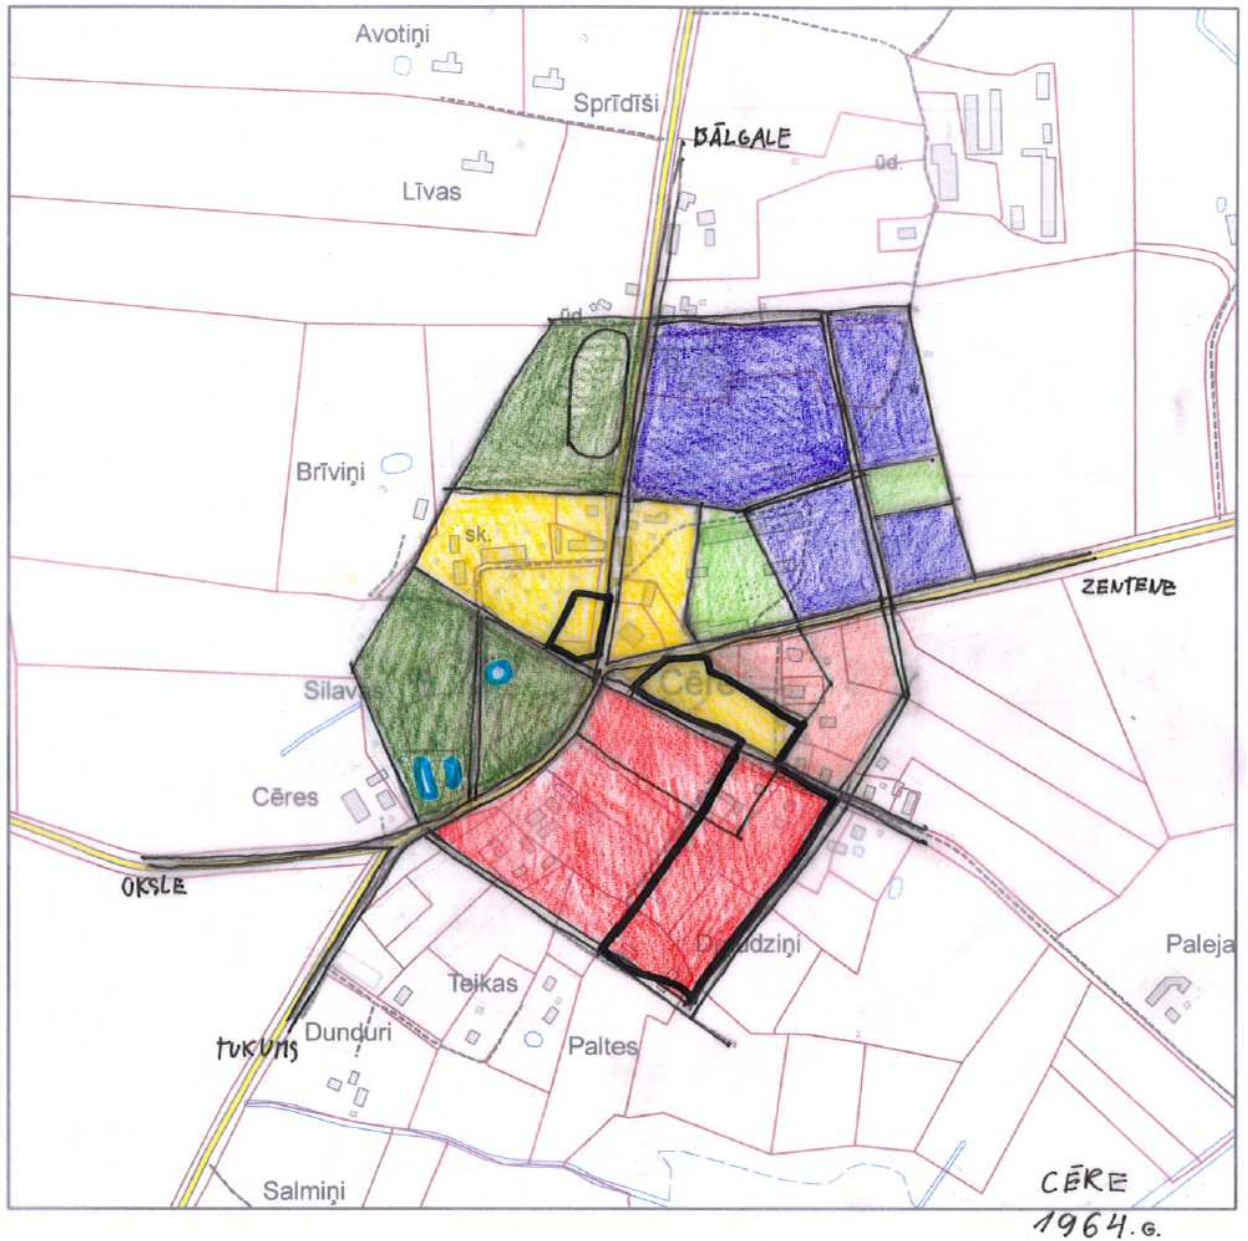 Avotiņi
Sprīdīši
BĀLGALE
ūd.
Līvas
ūd.
Brīviņi
sk.
ZENTENE
Silavas
Cēre
Cēres
OKSLE
Teikas
Dunduri
TUKUMS
Paltes
Paleja
Salmiņi
CĒRE
1964.G.